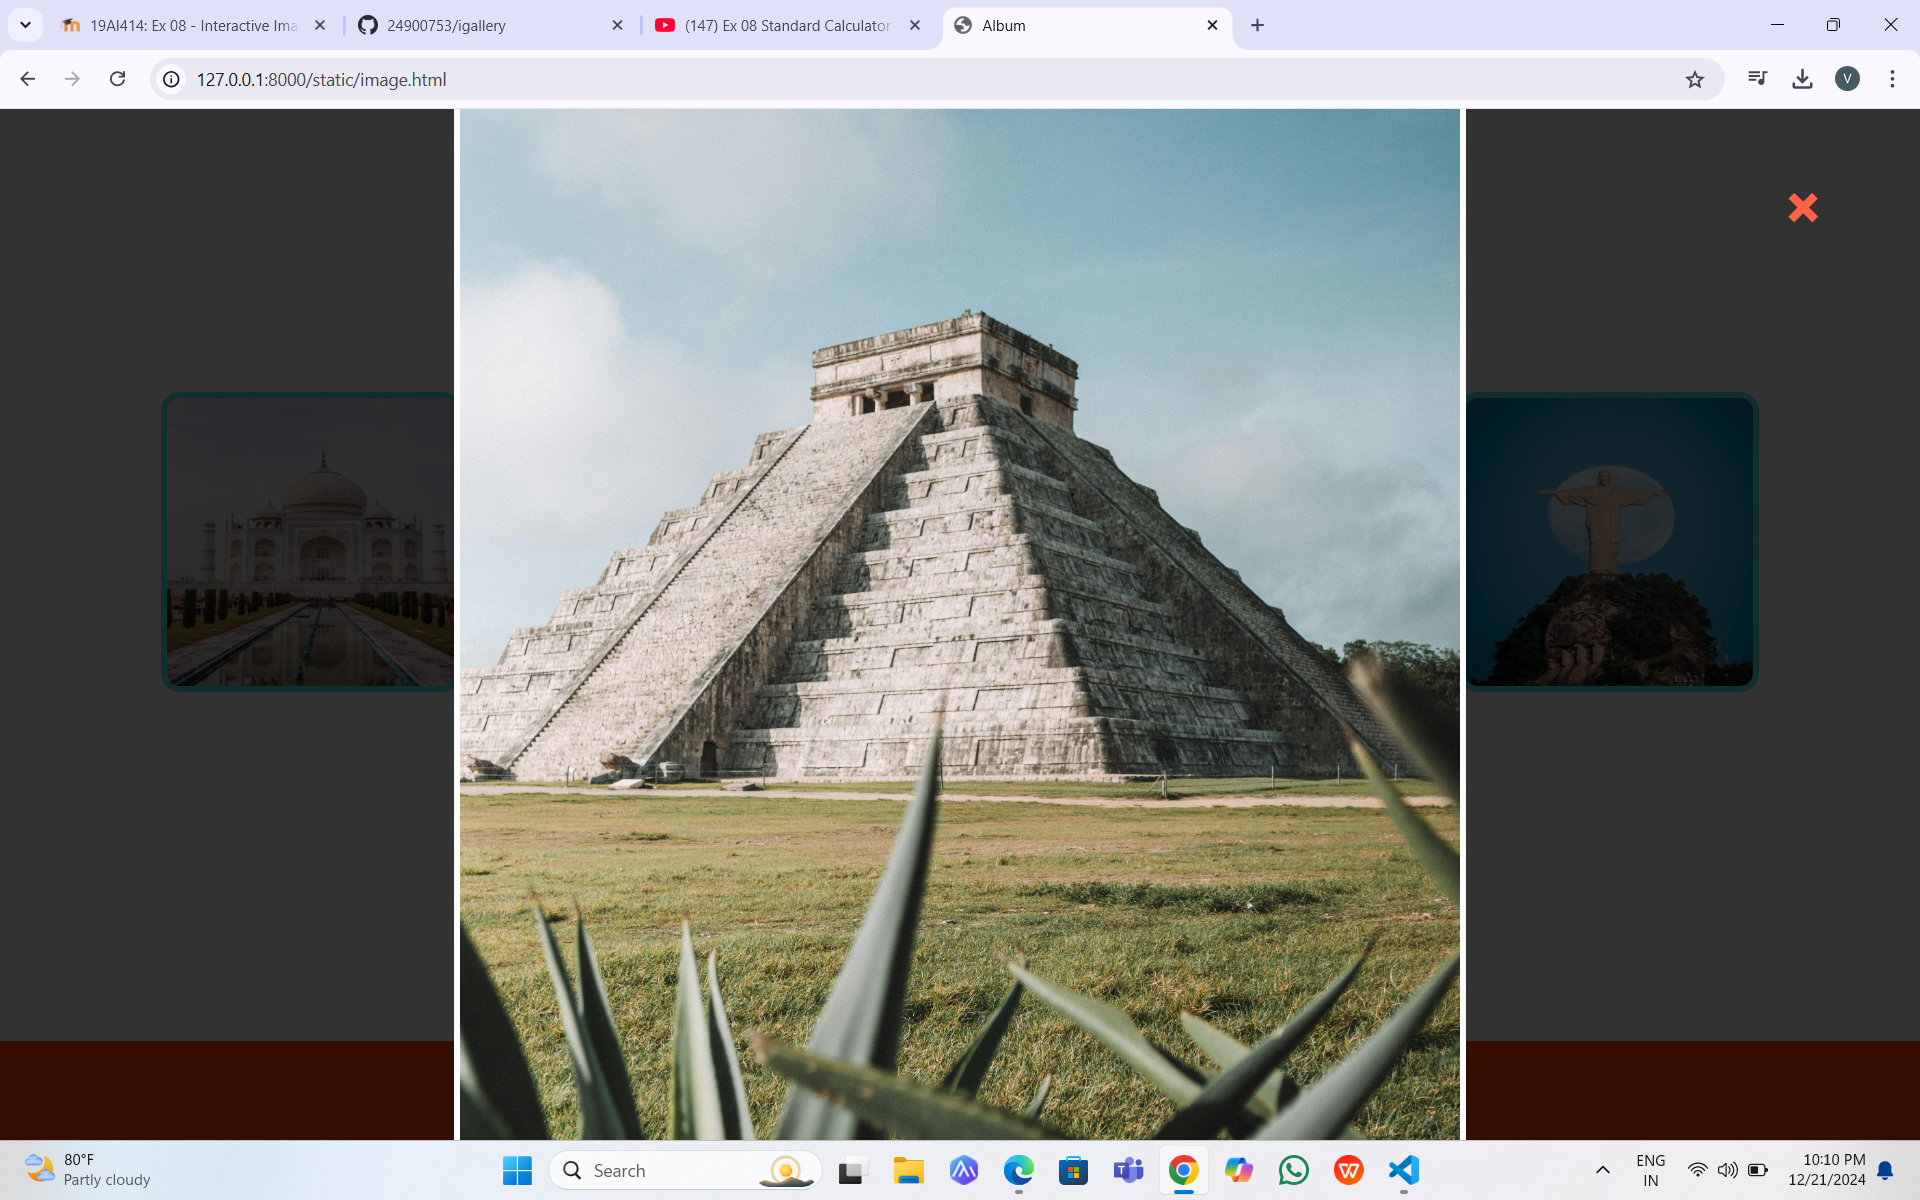 19AI414: Ex 08 - Interactive Ima
24900753/igallery
(147) Ex 08 Standard Calculator
Album
127.0.0.1:8000/static/image.html
V
80°F
Partly cloudy
Search
ENG
IN
10:10 PM
12/21/2024